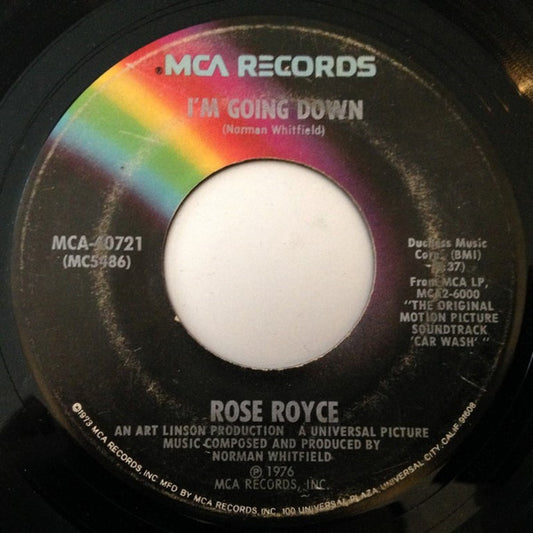 MCA RECORDS
I'M GOING DOWN
(Norman Whitfield)
MCA-40721
(MC5486)
Duchess Music
Corp. (BMI)
:37)
From MCA LP,
MCA2-6000
"THE ORIGINAL
MOTION PICTURE
SOUNDTRACK
'CAR WASH' "
ROSE ROYCE
AN ART LINSON PRODUCTION A UNIVERSAL PICTURE
MUSIC COMPOSED AND PRODUCED BY
NORMAN WHITFIELD
℗ 1976
MCA RECORDS, INC.
©1973 MCA RECORDS, INC. MFD BY MCA RECORDS, INC., 100 UNIVERSAL PLAZA, UNIVERSAL CITY, CALIF. 91608